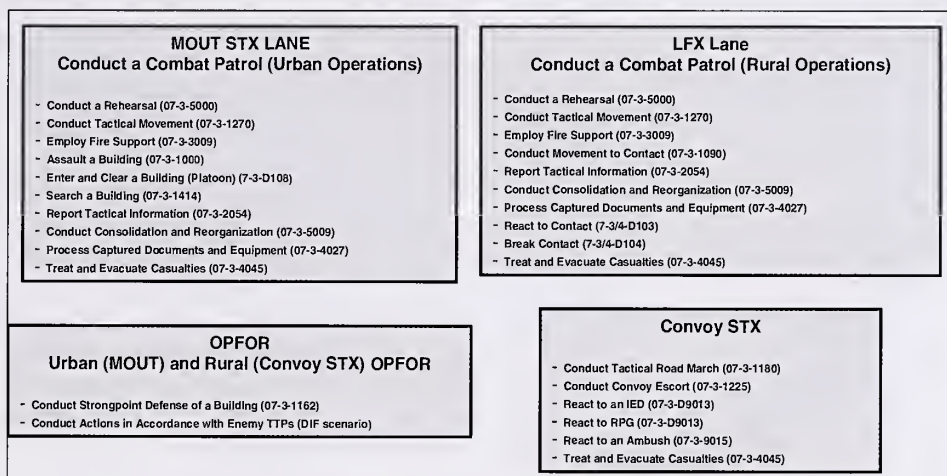 MOUT STX LANE
Conduct a Combat Patrol (Urban Operations)
- Conduct a Rehearsal (07-3-5000)
- Conduct Tactical Movement (07-3-1270)
- Employ Fire Support (07-3-3009)
- Assault a Building (07-3-1000)
- Enter and Clear a Building (Platoon) (7-3-D108)
- Search a Building (07-3-1414)
- Report Tactical Information (07-3-2054)
- Conduct Consolidation and Reorganization (07-3-5009)
- Process Captured Documents and Equipment (07-3-4027)
- Treat and Evacuate Casualties (07-3-4045)
LFX Lane
Conduct a Combat Patrol (Rural Operations)
- Conduct a Rehearsal (07-3-5000)
- Conduct Tactical Movement (07-3-1270)
- Employ Fire Support (07-3-3009)
- Conduct Movement to Contact (07-3-1090)
- Report Tactical Information (07-3-2054)
- Conduct Consolidation and Reorganization (07-3-5009)
- Process Captured Documents and Equipment (07-3-4027)
- React to Contact (7-3/4-D103)
- Break Contact (7-3/4-D104)
- Treat and Evacuate Casualties (07-3-4045)
OPFOR
Urban (MOUT) and Rural (Convoy STX) OPFOR
- Conduct Strongpoint Defense of a Building (07-3-1162)
- Conduct Actions in Accordance with Enemy TTPs (DIF scenario)
Convoy STX
- Conduct Tactical Road March (07-3-1180)
- Conduct Convoy Escort (07-3-1225)
- React to an IED (07-3-D9013)
- React to RPG (07-3-D9013)
- React to an Ambush (07-3-9015)
- Treat and Evacuate Casualties (07-3-4045)